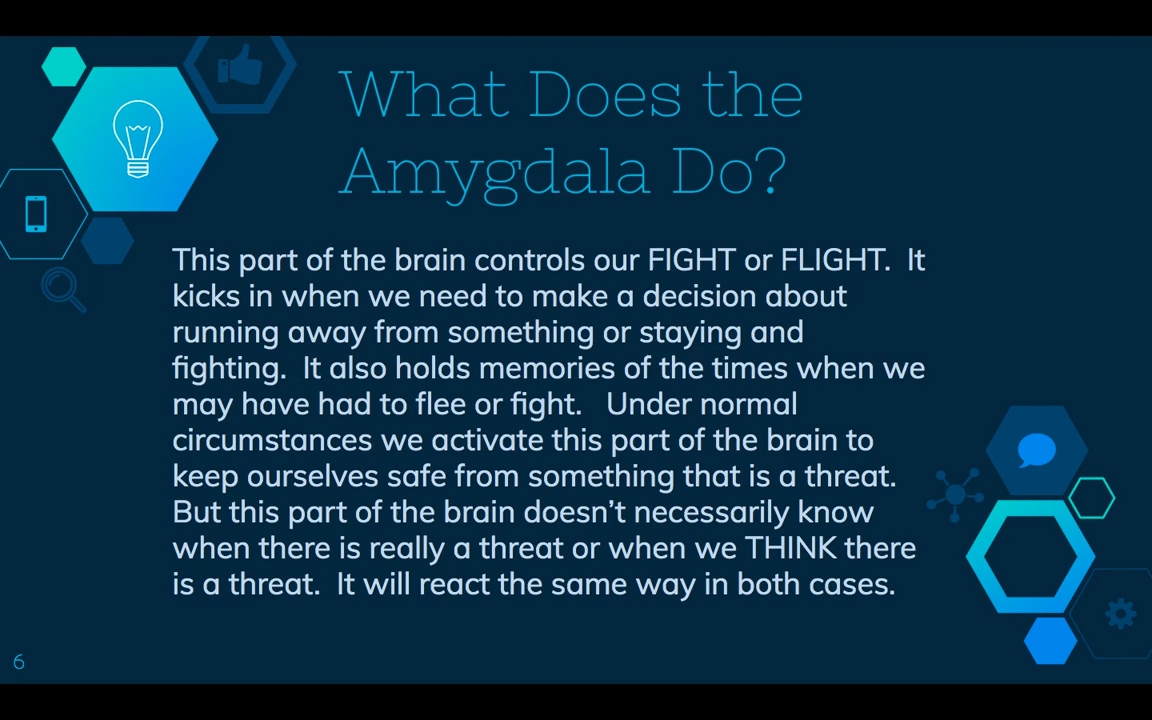 What Does the
Amygdala Do?
This part of the brain controls our FIGHT or FLIGHT.  It
kicks in when we need to make a decision about
running away from something or staying and
fighting.  It also holds memories of the times when we
may have had to flee or fight.   Under normal
circumstances we activate this part of the brain to
keep ourselves safe from something that is a threat.
But this part of the brain doesn’t necessarily know
when there is really a threat or when we THINK there
is a threat.  It will react the same way in both cases.
6